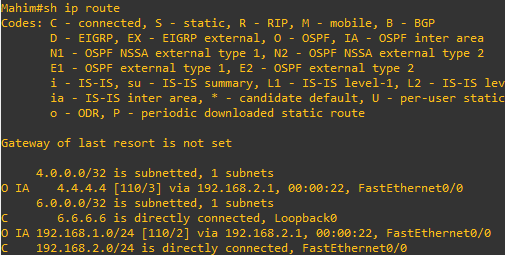 Mahim#sh ip route
Codes: C - connected, S - static, R - RIP, M - mobile, B - BGP
       D - EIGRP, EX - EIGRP external, O - OSPF, IA - OSPF inter area
       N1 - OSPF NSSA external type 1, N2 - OSPF NSSA external type 2
       E1 - OSPF external type 1, E2 - OSPF external type 2
       i - IS-IS, su - IS-IS summary, L1 - IS-IS level-1, L2 - IS-IS lev
       ia - IS-IS inter area, * - candidate default, U - per-user static
       o - ODR, P - periodic downloaded static route
Gateway of last resort is not set
     4.0.0.0/32 is subnetted, 1 subnets
O IA    4.4.4.4 [110/3] via 192.168.2.1, 00:00:22, FastEthernet0/0
     6.0.0.0/32 is subnetted, 1 subnets
C       6.6.6.6 is directly connected, Loopback0
O IA 192.168.1.0/24 [110/2] via 192.168.2.1, 00:00:22, FastEthernet0/0
C    192.168.2.0/24 is directly connected, FastEthernet0/0